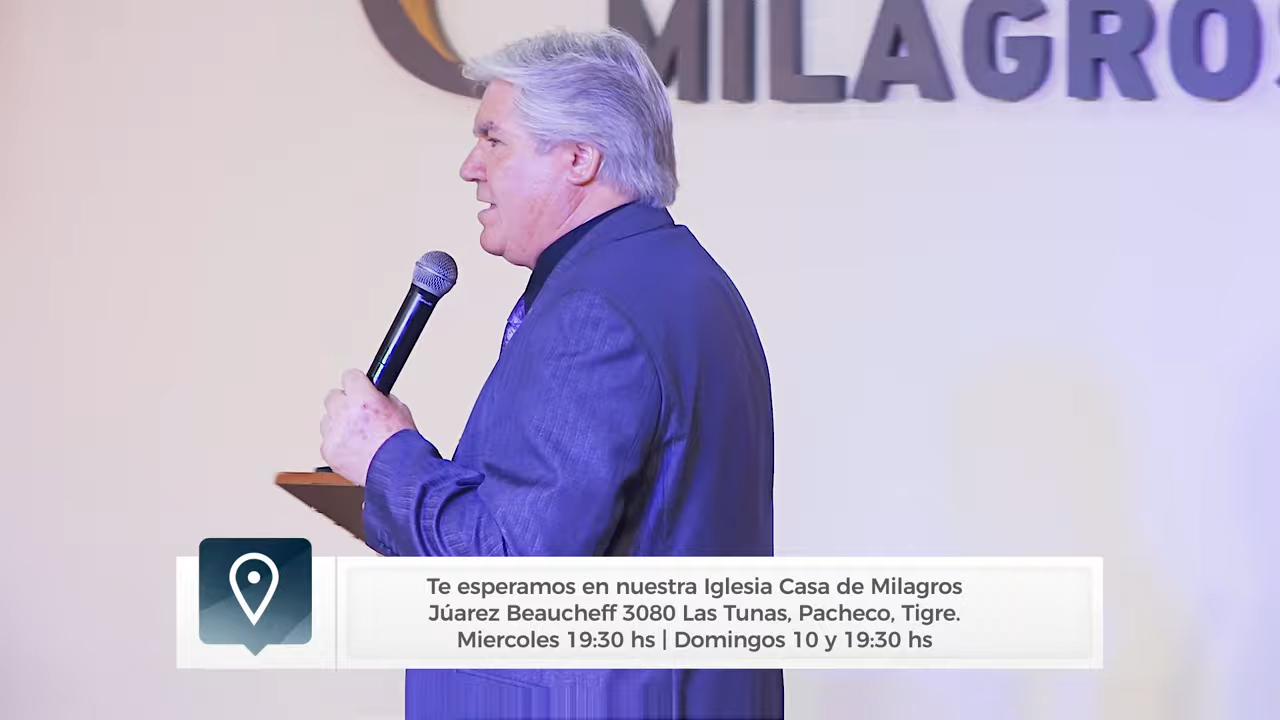 MILAGROS
Te esperamos en nuestra Iglesia Casa de Milagros
Júarez Beaucheff 3080 Las Tunas, Pacheco, Tigre.
Miercoles 19:30 hs | Domingos 10 y 19:30 hs